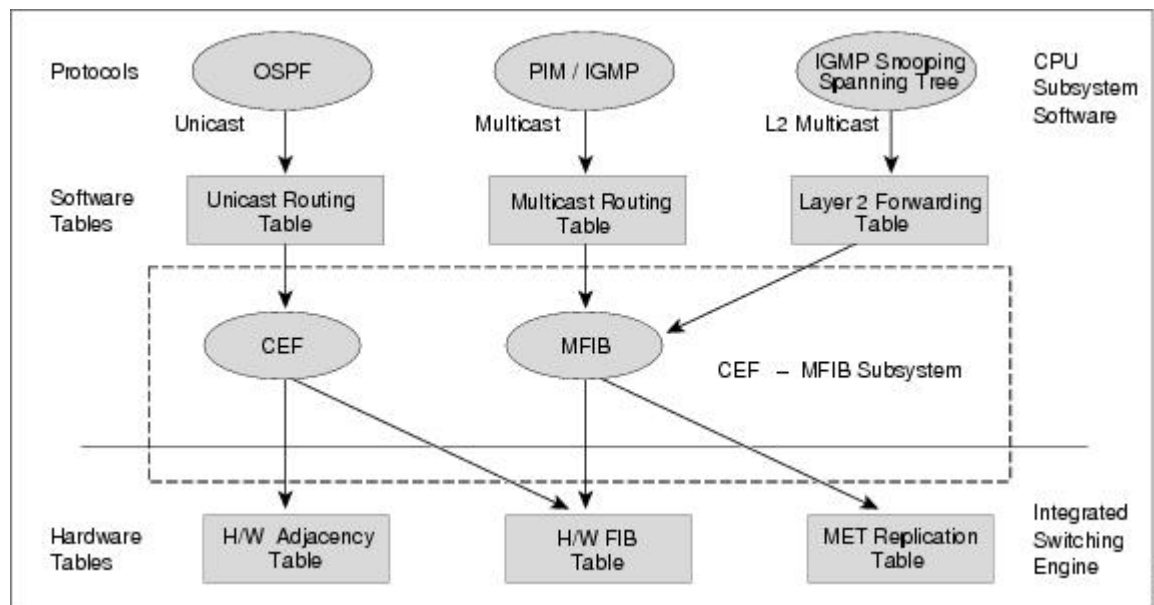 Protocols
OSPF
PIM / IGMP
IGMP Snooping
Spanning Tree
CPU
Subsystem
Software
Unicast
Multicast
L2 Multicast
Software
Tables
Unicast Routing
Table
Multicast Routing
Table
Layer 2 Forwarding
Table
CEF
MFIB
CEF – MFIB Subsystem
Hardware
Tables
H/W Adjacency
Table
H/W FIB
Table
MET Replication
Table
Integrated
Switching
Engine